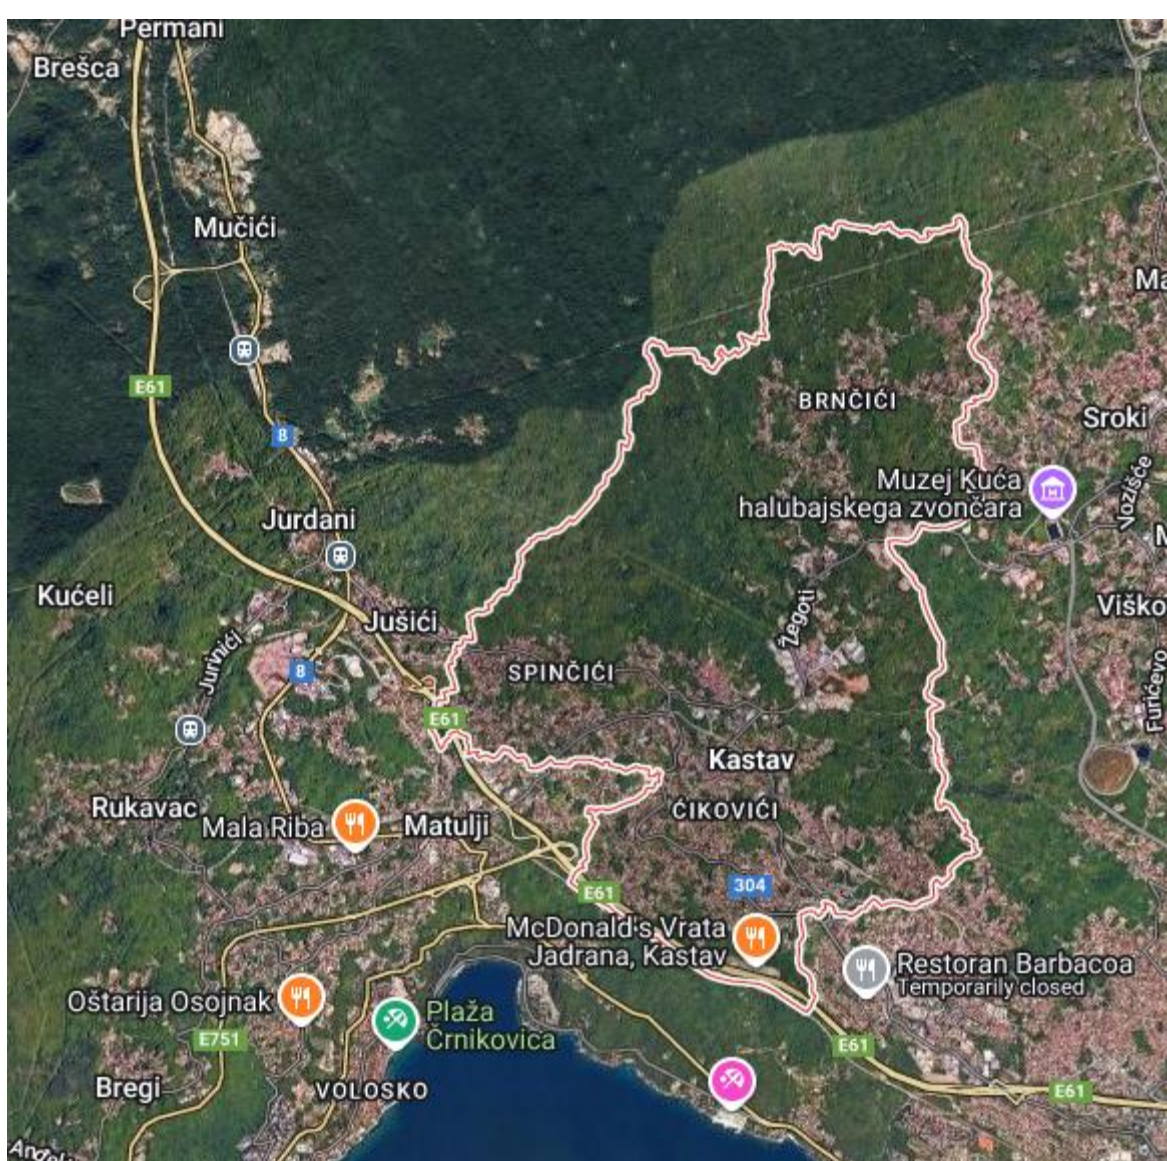 Permani
Brešca
Mučići
E61
8
Jurdani
Kućeli
Jušići
Jurinići
8
E61
SPINČIĆI
BRNČIĆI
Sroki
Muzej Kuća
halubajskega zvončara
Vozišće
Žegoti
Viško
Furićevo
Kastav
Rukavac
Mala Riba
Matulji
ĆIKOVIĆI
304
E61
McDonald's Vrata
Jadrana, Kastav
Restoran Barbacoa
Temporarily closed
Oštarija Osojnak
Plaža
Črnikovica
E751
E61
Bregi
VOLOSKO
E61